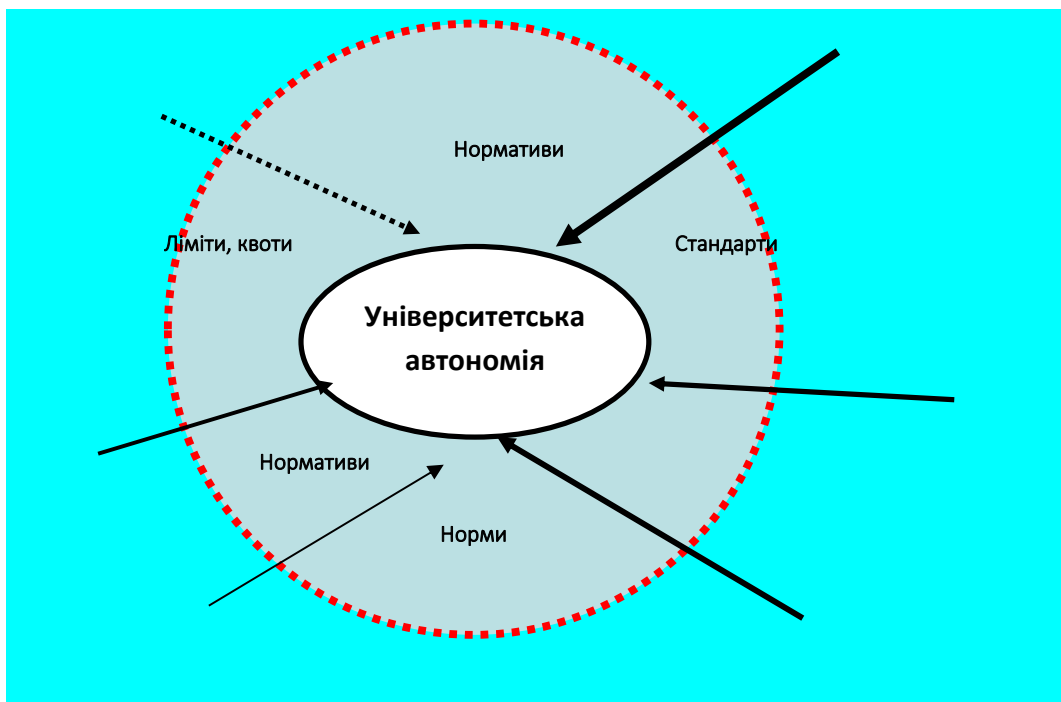 Нормативи
Ліміти, квоти
Стандарти
Університетська
автономія
Нормативи
Норми